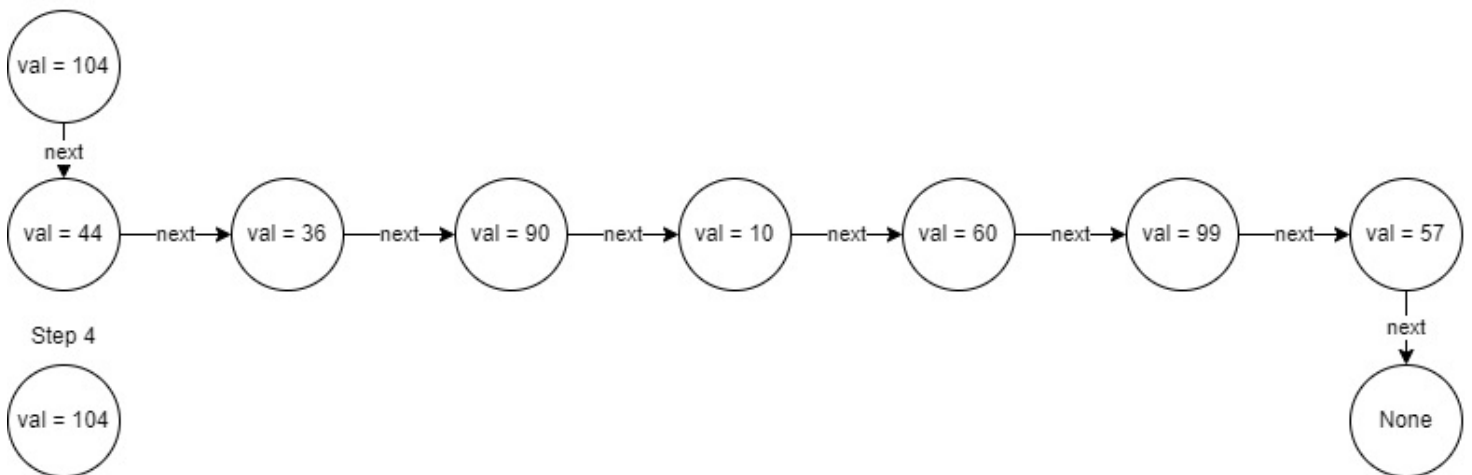 val = 104
next
val = 44 next val = 36 next val = 90 next val = 10 next val = 60 next val = 99 next val = 57
next
Step 4
val = 104
None